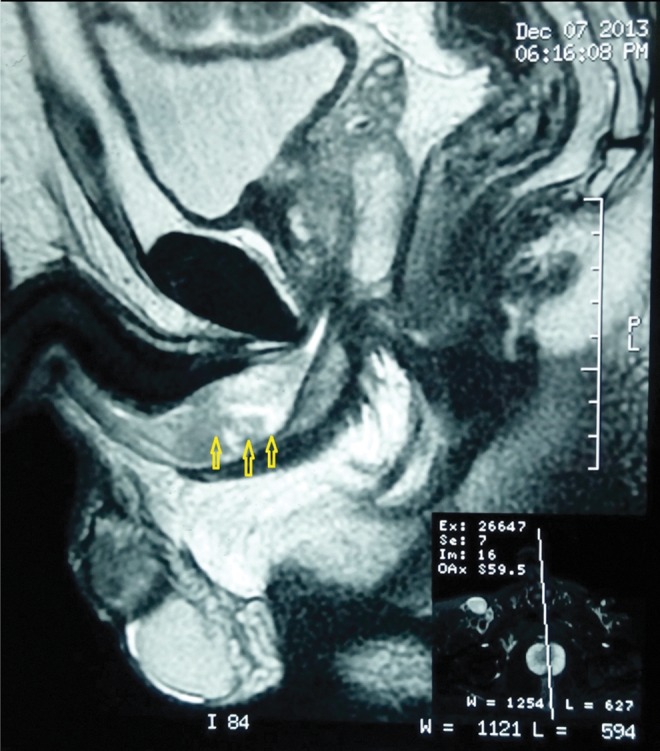 Dec 07 2013
06:16:08 PM
P
L
Ex: 26647
Se: 7
Im: 16
OAx S59.5
W = 1254 L = 627
I 84
W = 1121 L = 594